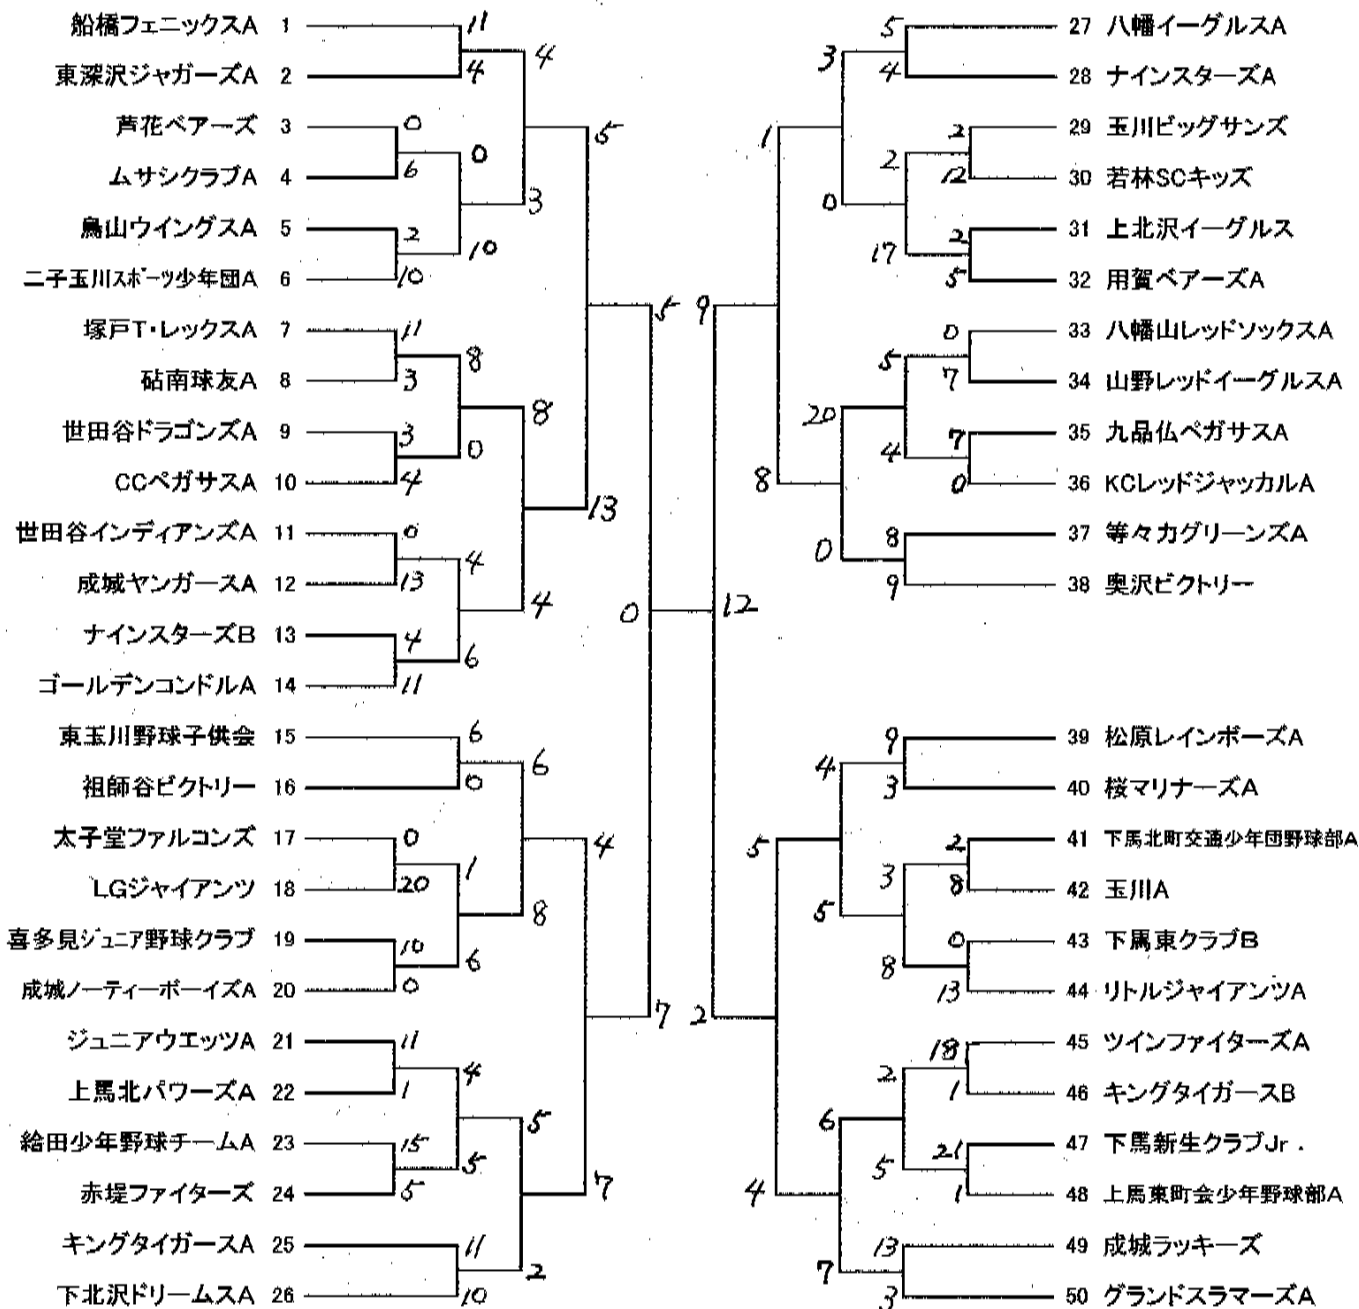 船橋フェニックスA 1
11
東深沢ジャガーズA 2
4
4
芦花ベアーズ 3
0
ムサシクラブA 4
6
0
烏山ウイングスA 5
2
二子玉川スポーツ少年団A 6
10
10
3
5
塚戸T・レックスA 7
11
砧南球友A 8
3
8
世田谷ドラゴンズA 9
3
CCペガサスA 10
4
0
8
世田谷インディアンズA 11
0
成城ヤンガースA 12
13
4
ナインスターズB 13
4
ゴールデンコンドルA 14
11
6
4
13
5
東玉川野球子供会 15
6
祖師谷ビクトリー 16
0
6
太子堂ファルコンズ 17
0
LGジャイアンツ 18
20
1
喜多見ジュニア野球クラブ 19
10
成城ノーティーボーイズA 20
0
6
8
4
ジュニアウエッツA 21
11
上馬北パワーズA 22
1
4
給田少年野球チームA 23
15
赤堤ファイターズ 24
5
5
5
キングタイガースA 25
11
下北沢ドリームスA 26
10
2
7
7
0
12
27 八幡イーグルスA
5
28 ナインスターズA
4
3
29 玉川ビッグサンズ
2
30 若林SCキッズ
12
2
31 上北沢イーグルス
2
32 用賀ベアーズA
5
17
0
1
33 八幡山レッドソックスA
0
34 山野レッドイーグルスA
7
5
35 九品仏ペガサスA
7
36 KCレッドジャッカルA
0
4
20
37 等々力グリーンズA
8
38 奥沢ビクトリー
9
0
8
9
39 松原レインボーズA
9
40 桜マリナーズA
3
4
41 下馬北町交通少年団野球部A
2
42 玉川A
8
3
43 下馬東クラブB
0
44 リトルジャイアンツA
13
8
5
5
45 ツインファイターズA
18
46 キングタイガースB
1
2
47 下馬新生クラブJr.
21
48 上馬東町会少年野球部A
1
5
6
49 成城ラッキーズ
13
50 グランドスラマーズA
3
7
4
2